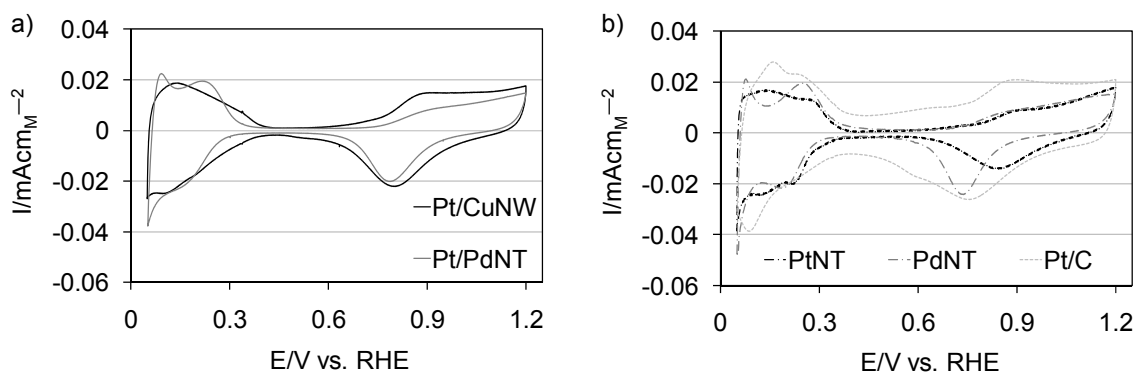 a)
I/mAcm_M^−2
0.04
0.02
0
-0.02
-0.04
-0.06
0
0.3
0.6
0.9
1.2
E/V vs. RHE
Pt/CuNW
Pt/PdNT
b)
I/mAcm_M^−2
0.04
0.02
0
-0.02
-0.04
-0.06
0
0.3
0.6
0.9
1.2
E/V vs. RHE
PtNT
PdNT
Pt/C